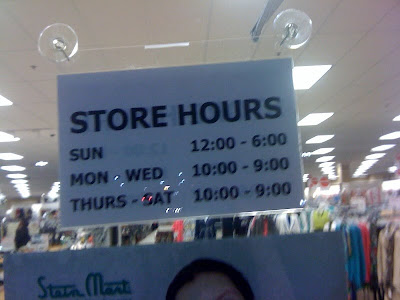 STORE HOURS
SUN 12:00 - 6:00
MON - WED 10:00 - 9:00
THURS - SAT 10:00 - 9:00
Stein Mart